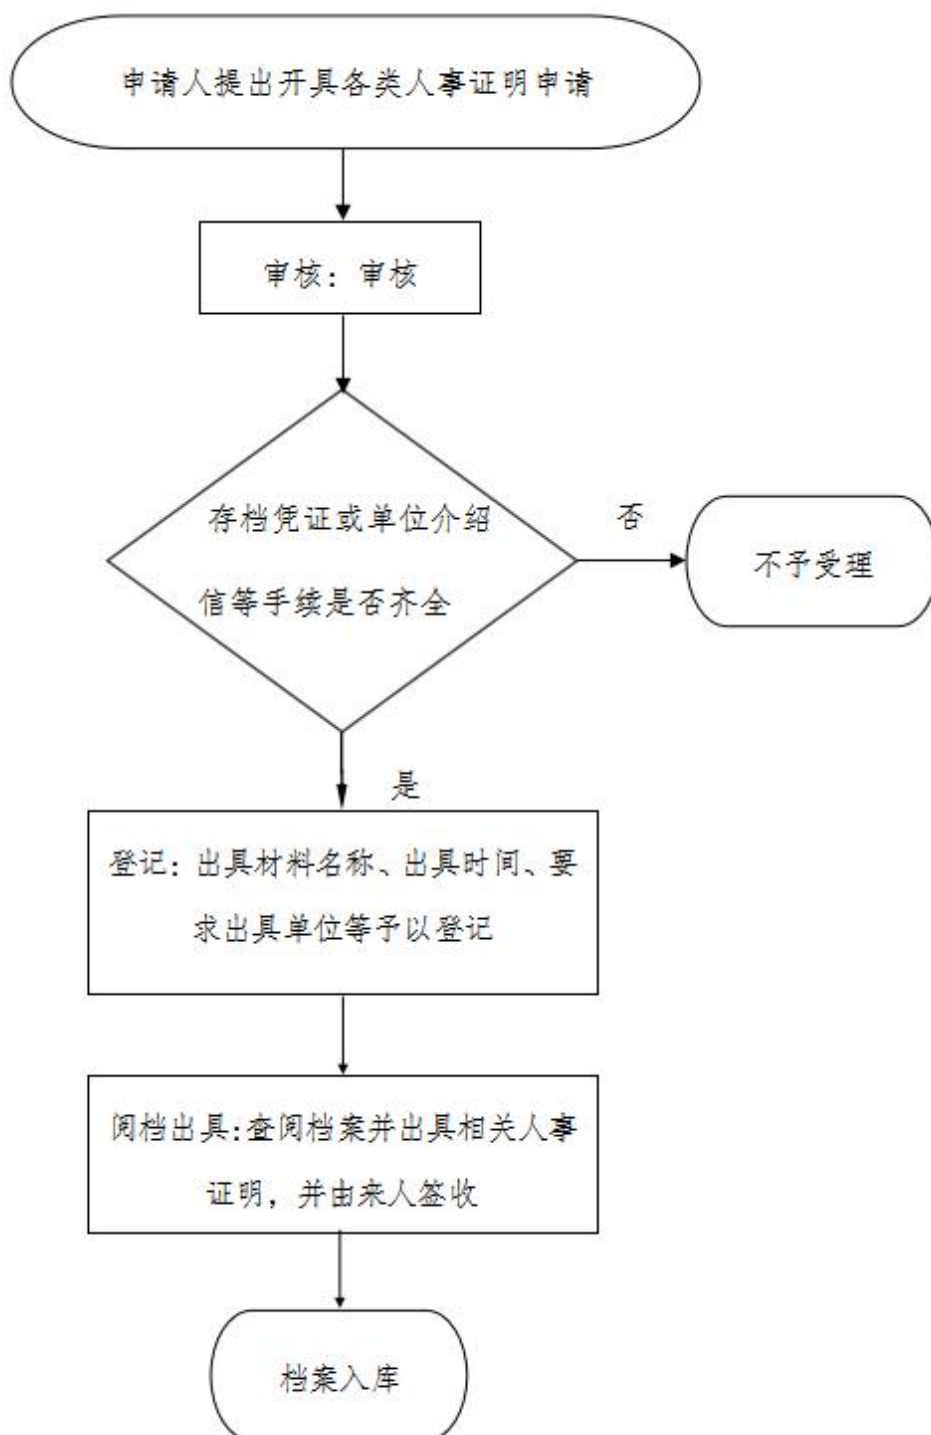 申请人提出开具各类人事证明申请
审核：审核
存档凭证或单位介绍
信等手续是否齐全
否
不予受理
是
登记：出具材料名称、出具时间、要
求出具单位等予以登记
阅档出具:查阅档案并出具相关人事
证明，并由来人签收
档案入库